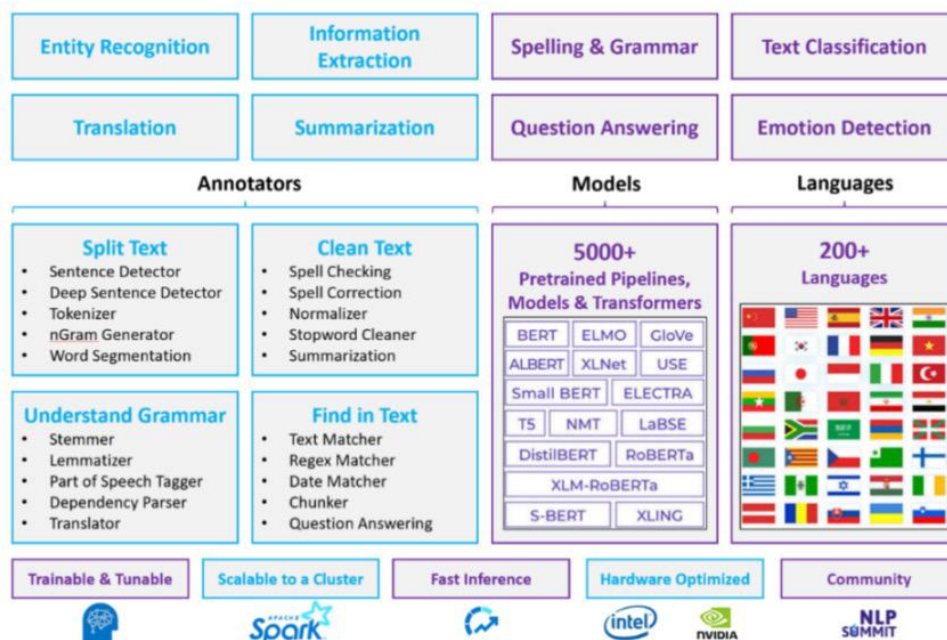 Entity Recognition
Information
Extraction
Spelling & Grammar
Text Classification
Translation
Summarization
Question Answering
Emotion Detection
Annotators
Models
Languages
Split Text
• Sentence Detector
• Deep Sentence Detector
• Tokenizer
• nGram Generator
• Word Segmentation
Clean Text
• Spell Checking
• Spell Correction
• Normalizer
• Stopword Cleaner
• Summarization
Understand Grammar
• Stemmer
• Lemmatizer
• Part of Speech Tagger
• Dependency Parser
• Translator
Find in Text
• Text Matcher
• Regex Matcher
• Date Matcher
• Chunker
• Question Answering
5000+
Pretrained Pipelines,
Models & Transformers
BERT ELMO GloVe
ALBERT XLNet USE
Small BERT ELECTRA
T5 NMT LaBSE
DistilBERT RoBERTa
XLM-RoBERTa
S-BERT XLING
200+
Languages
Trainable & Tunable
Scalable to a Cluster
Fast Inference
Hardware Optimized
Community
APACHE
Spark
intel
NVIDIA
NLP
SUMMIT